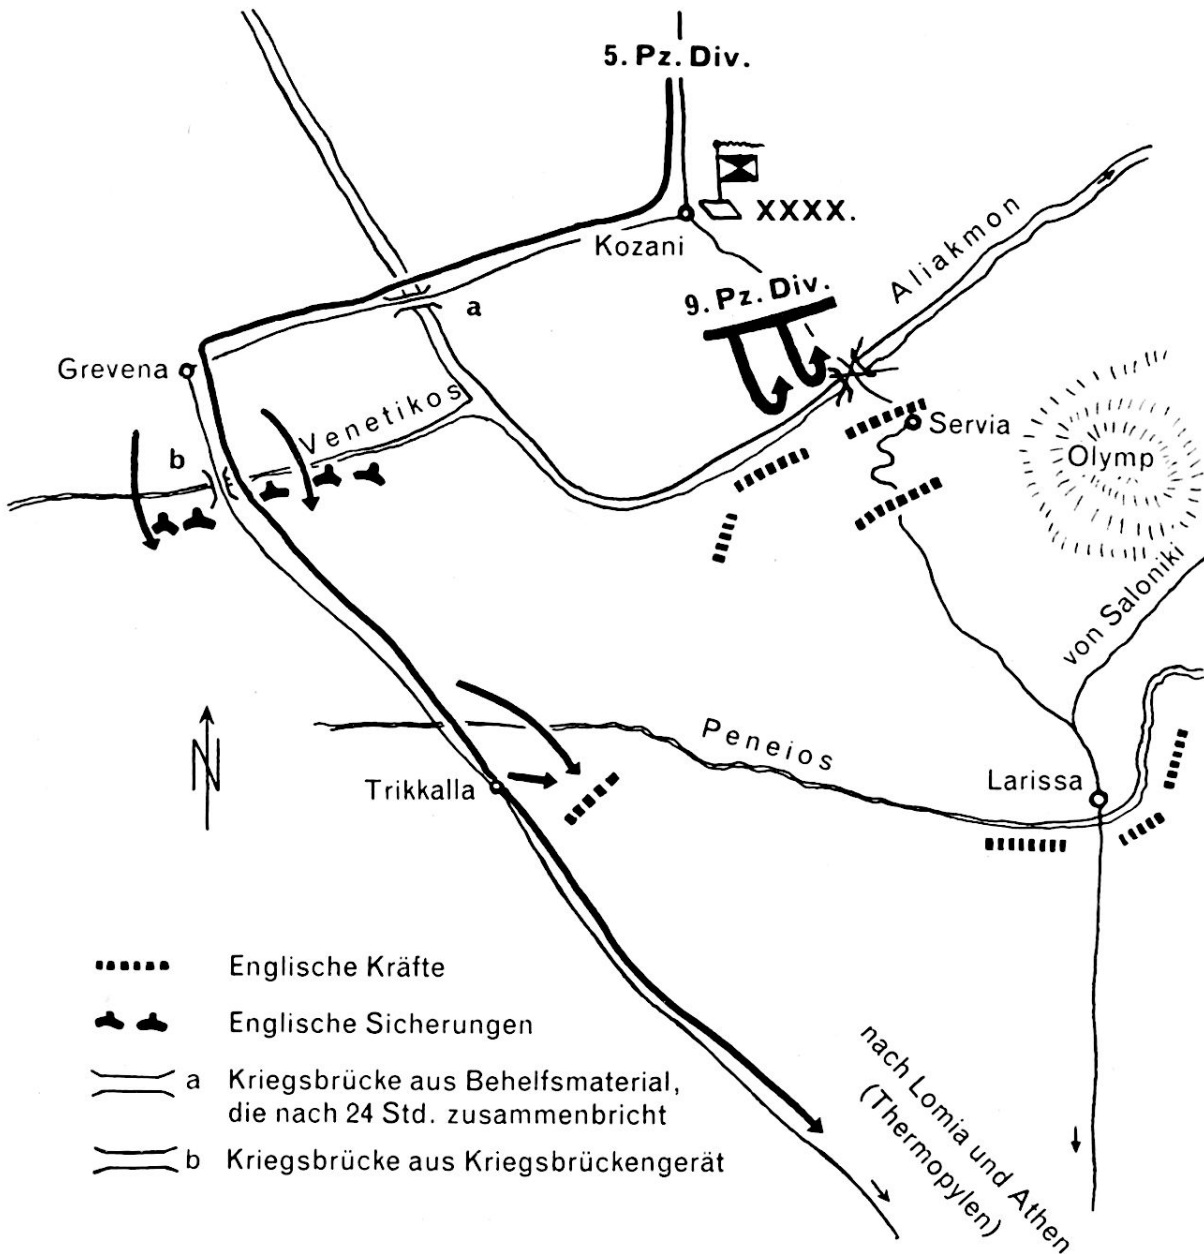 5. Pz. Div.
XXXX.
Kozani
Aliakmon
9. Pz. Div.
a
Grevena
Venetikos
Servia
Olymp
b
von Saloniki
N
Peneios
Trikkalla
Larissa
Englische Kräfte
Englische Sicherungen
a Kriegsbrücke aus Behelfsmaterial,
die nach 24 Std. zusammenbricht
b Kriegsbrücke aus Kriegsbrückengerät
nach Lomia und Athen
(Thermopylen)